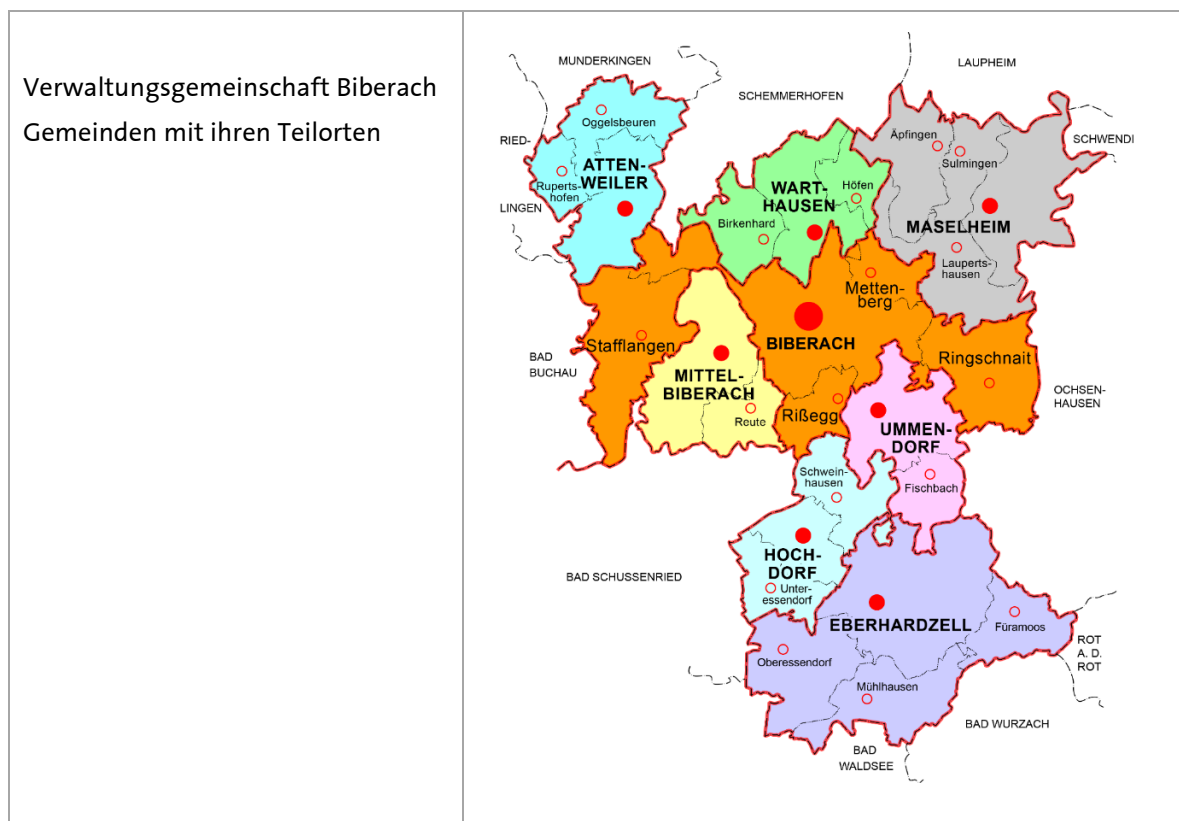 Verwaltungsgemeinschaft Biberach
Gemeinden mit ihren Teilorten
MUNDERKINGEN
LAUPHEIM
SCHEMMERHOFEN
SCHWENDI
RIED-
LINGEN
Oggelsbeuren
ATTEN-
WEILER
Ruperts-
hofen
WART-
HAUSEN
Höfen
Birkenhard
Äpfingen
Sulmingen
MASELHEIM
Laupertshausen
Metten-
berg
BIBERACH
Stafflangen
Ringschnait
BAD
BUCHAU
MITTEL-
BIBERACH
Reute
Rißegg
OCHSEN-
HAUSEN
UMMEN-
DORF
Fischbach
Schwein-
hausen
HOCH-
DORF
Unter-
essendorf
BAD SCHUSSENRIED
EBERHARDZELL
Füramoos
ROT
A. D.
ROT
Oberessendorf
Mühlhausen
BAD WURZACH
BAD
WALDSEE